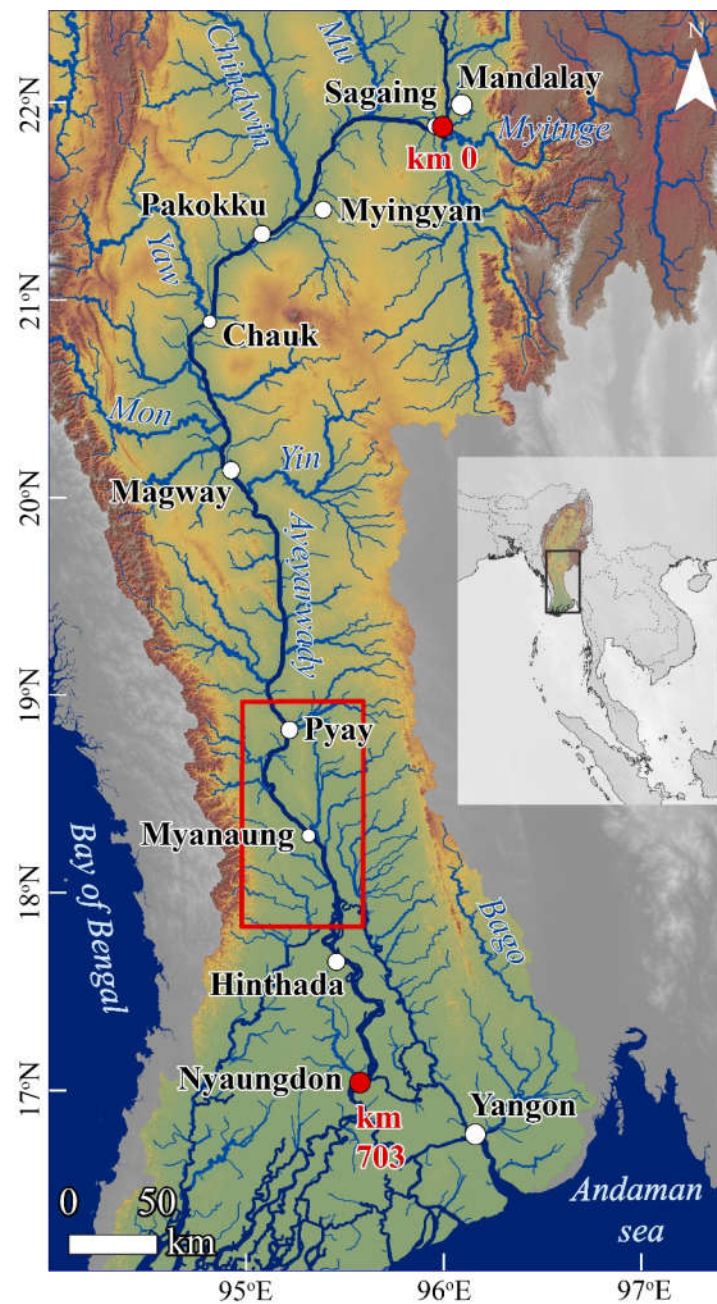 N
Chindwin
Mu
Mandalay
Sagaing
22°N
km 0
Myitnge
Pakokku
Myingyan
Yaw
21°N
Chauk
Mon
Yin
Magway
20°N
Ayeyarwady
19°N
Pyay
Myanaung
Bay of Bengal
18°N
Bago
Hinthada
Nyaungdon
17°N
Yangon
km
703
Andaman
sea
0 50
km
95°E 96°E 97°E